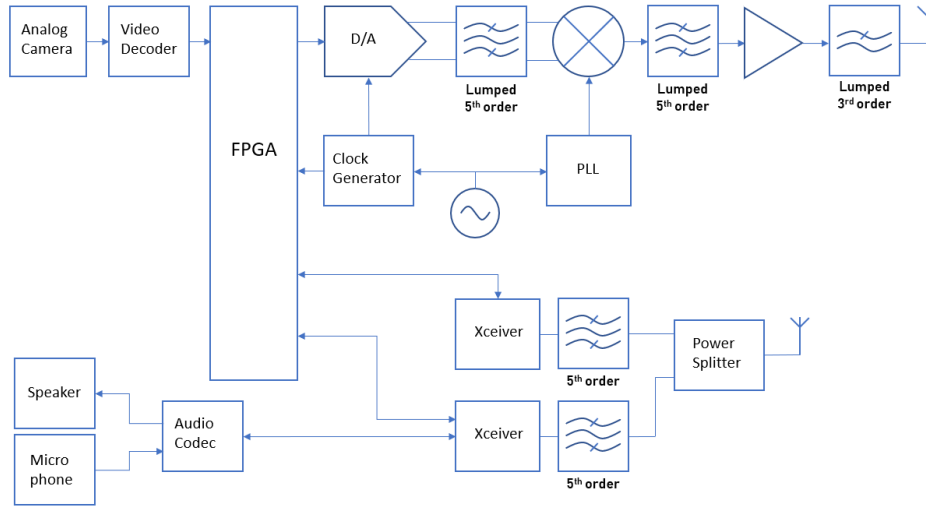 Analog
Camera
Video
Decoder
FPGA
D/A
Lumped
5th order
Lumped
5th order
Lumped
3rd order
Clock
Generator
PLL
Xceiver
5th order
Power
Splitter
Speaker
Micro
phone
Audio
Codec
Xceiver
5th order